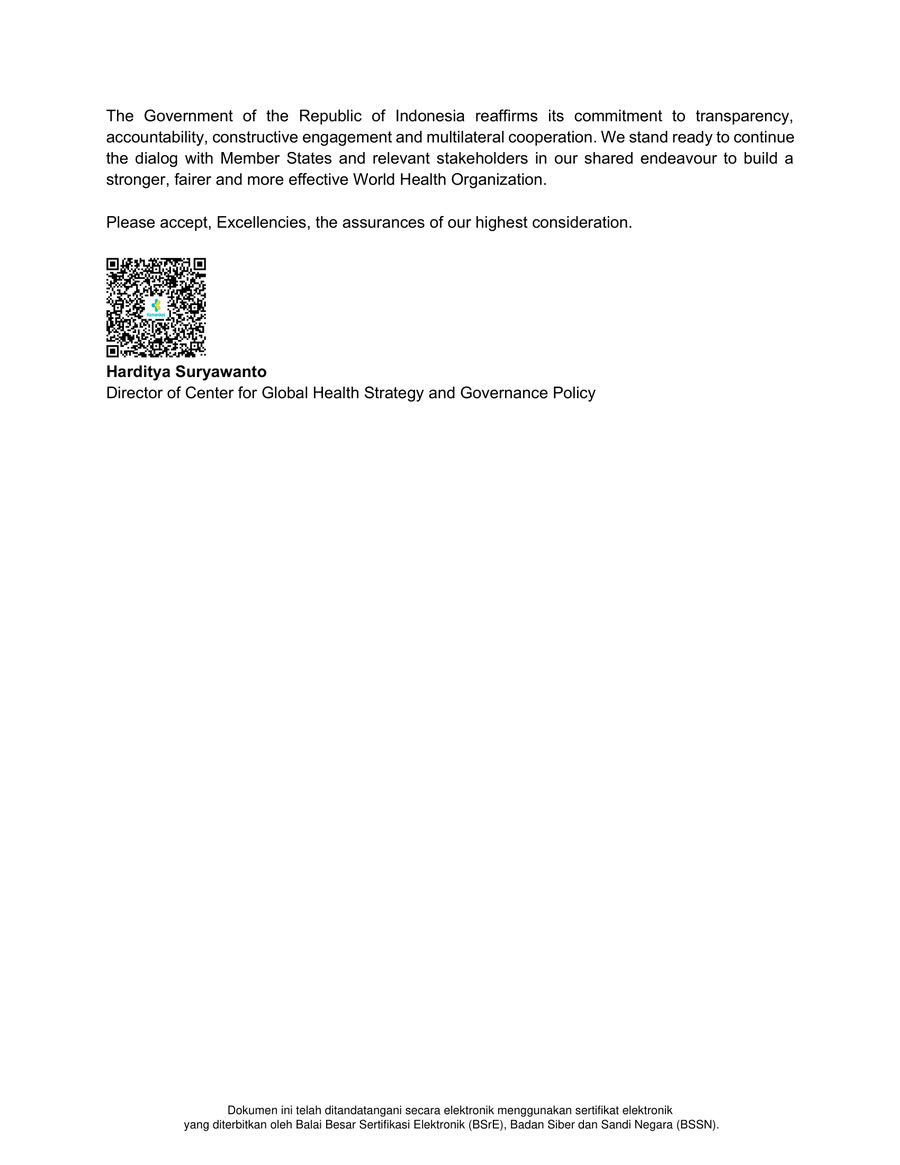 The Government of the Republic of Indonesia reaffirms its commitment to transparency,
accountability, constructive engagement and multilateral cooperation. We stand ready to continue
the dialog with Member States and relevant stakeholders in our shared endeavour to build a
stronger, fairer and more effective World Health Organization.
Please accept, Excellencies, the assurances of our highest consideration.
Harditya Suryawanto
Director of Center for Global Health Strategy and Governance Policy
Dokumen ini telah ditandatangani secara elektronik menggunakan sertifikat elektronik
yang diterbitkan oleh Balai Besar Sertifikasi Elektronik (BSrE), Badan Siber dan Sandi Negara (BSSN).